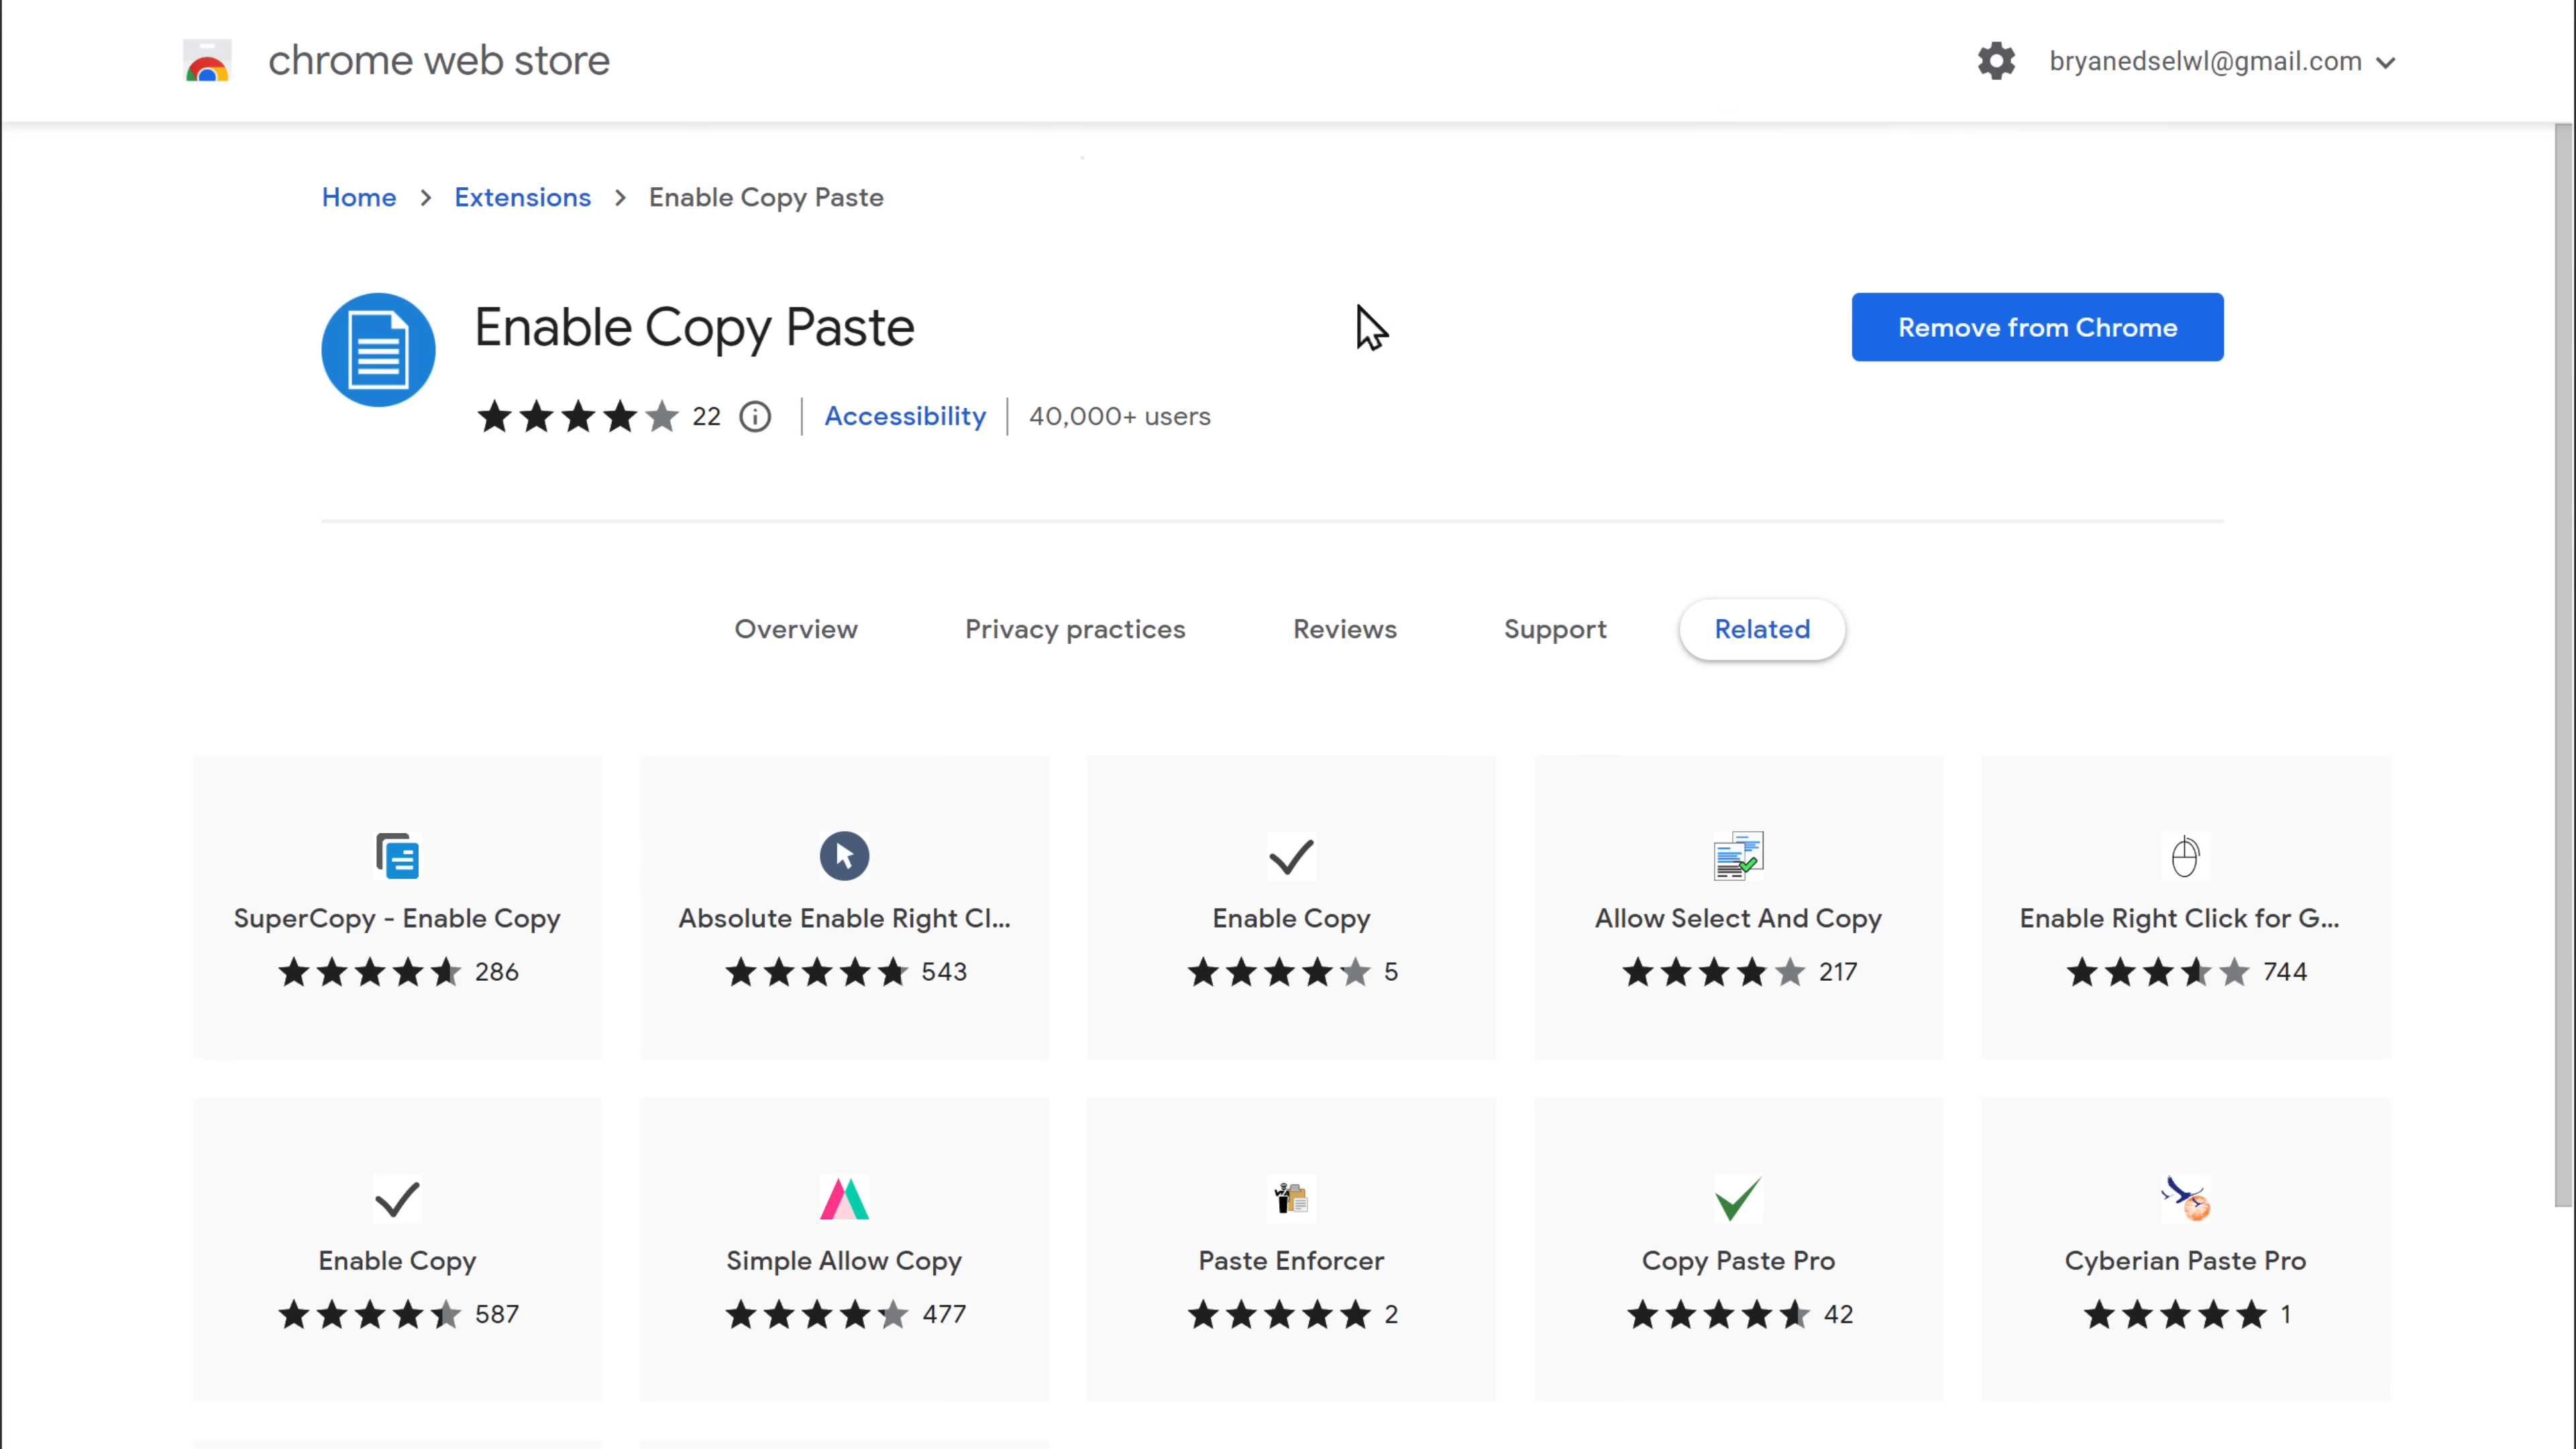 chrome web store
bryanedselwl@gmail.com
Home > Extensions > Enable Copy Paste
Enable Copy Paste
Remove from Chrome
22 | Accessibility | 40,000+ users
Overview Privacy practices Reviews Support Related
SuperCopy - Enable Copy
286
Absolute Enable Right Cl...
543
Enable Copy
5
Allow Select And Copy
217
Enable Right Click for G...
744
Enable Copy
587
Simple Allow Copy
477
Paste Enforcer
2
Copy Paste Pro
42
Cyberian Paste Pro
1